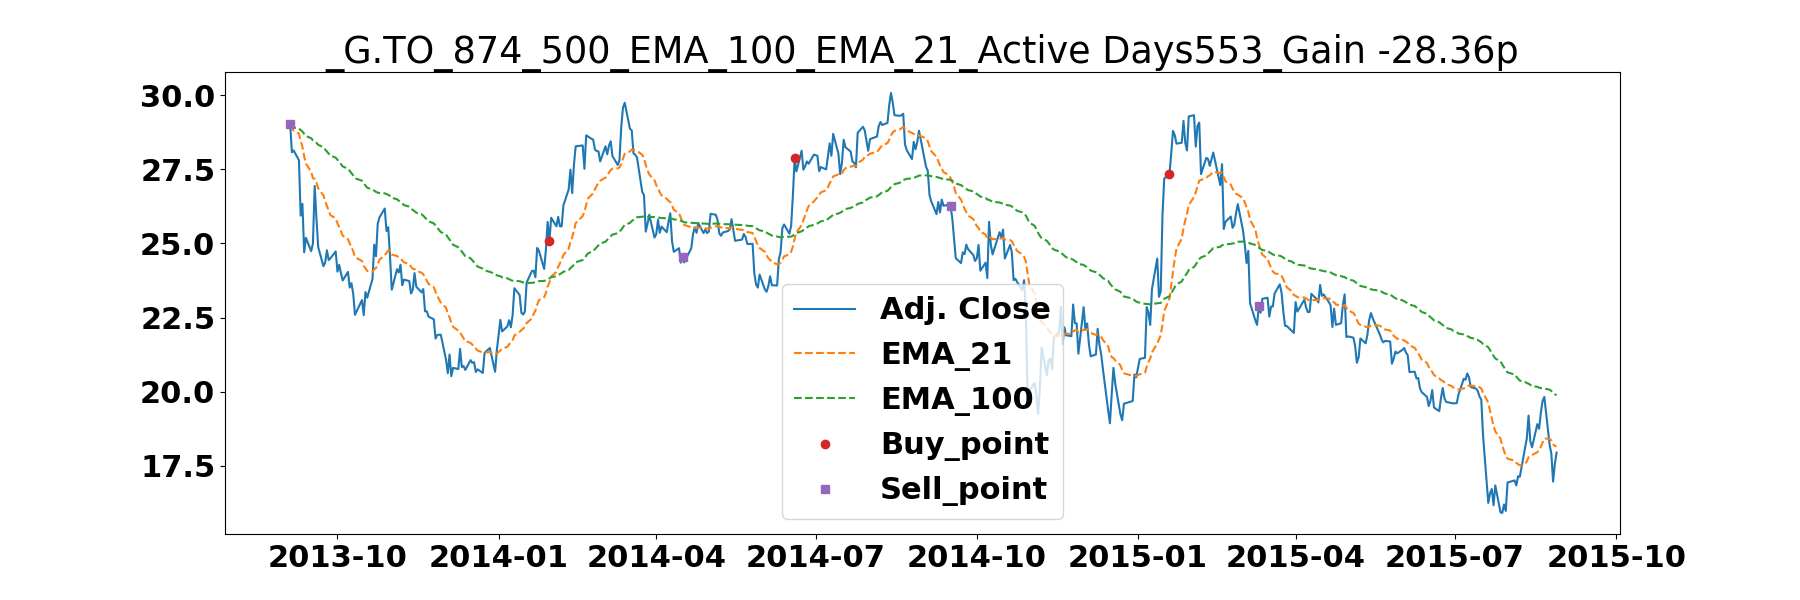 _G.TO_874_500_EMA_100_EMA_21_Active Days553_Gain -28.36p
30.0
27.5
25.0
22.5
20.0
17.5
Adj. Close
EMA_21
EMA_100
Buy_point
Sell_point
2013-10 2014-01 2014-04 2014-07 2014-10 2015-01 2015-04 2015-07 2015-10